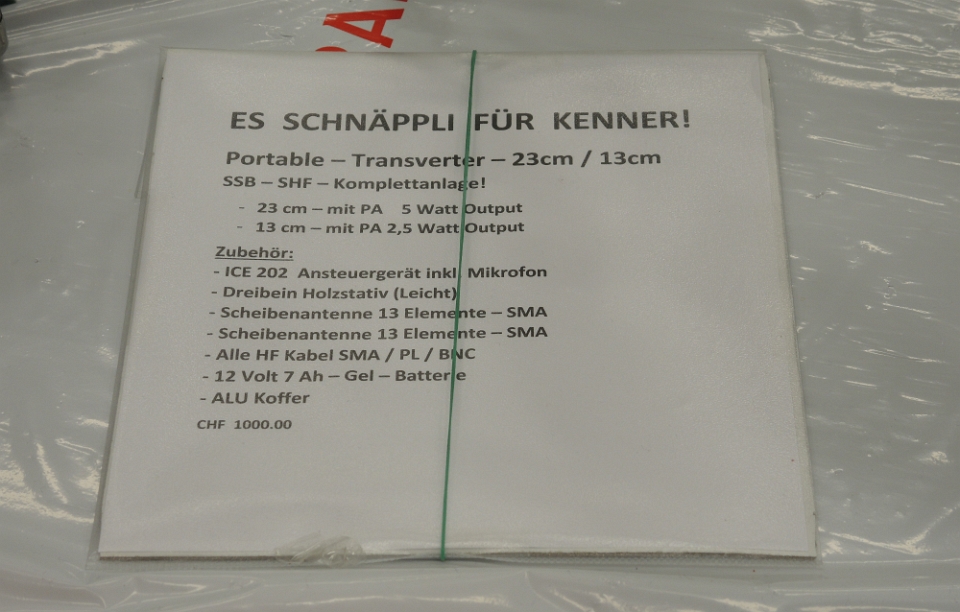 PA
ES SCHNÄPPLI FÜR KENNER!
Portable – Transverter – 23cm / 13cm
SSB – SHF – Komplettanlage!
- 23 cm – mit PA 5 Watt Output
- 13 cm – mit PA 2,5 Watt Output
Zubehör:
- ICE 202 Ansteuergerät inkl. Mikrofon
- Dreibein Holzstativ (Leicht)
- Scheibenantenne 13 Elemente – SMA
- Scheibenantenne 13 Elemente – SMA
- Alle HF Kabel SMA / PL / BNC
- 12 Volt 7 Ah – Gel – Batterie
- ALU Koffer
CHF 1000.00